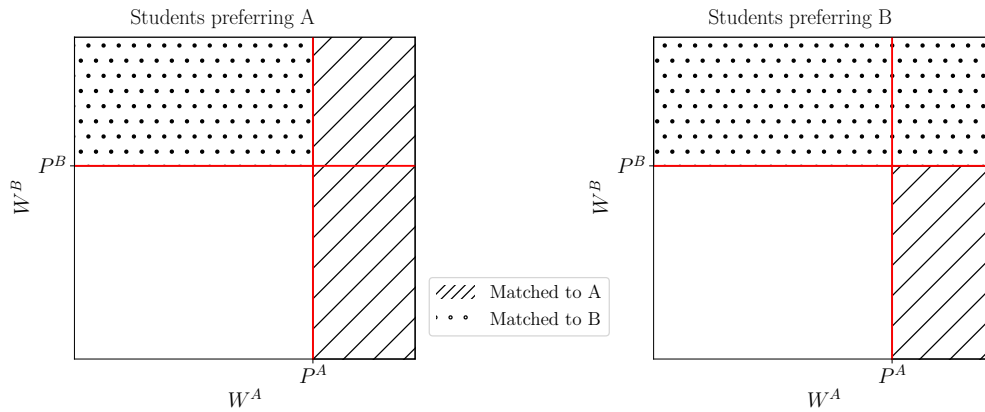 Students preferring A
P^B
W^B
P^A
W^A
Matched to A
Matched to B
Students preferring B
P^B
W^B
P^A
W^A